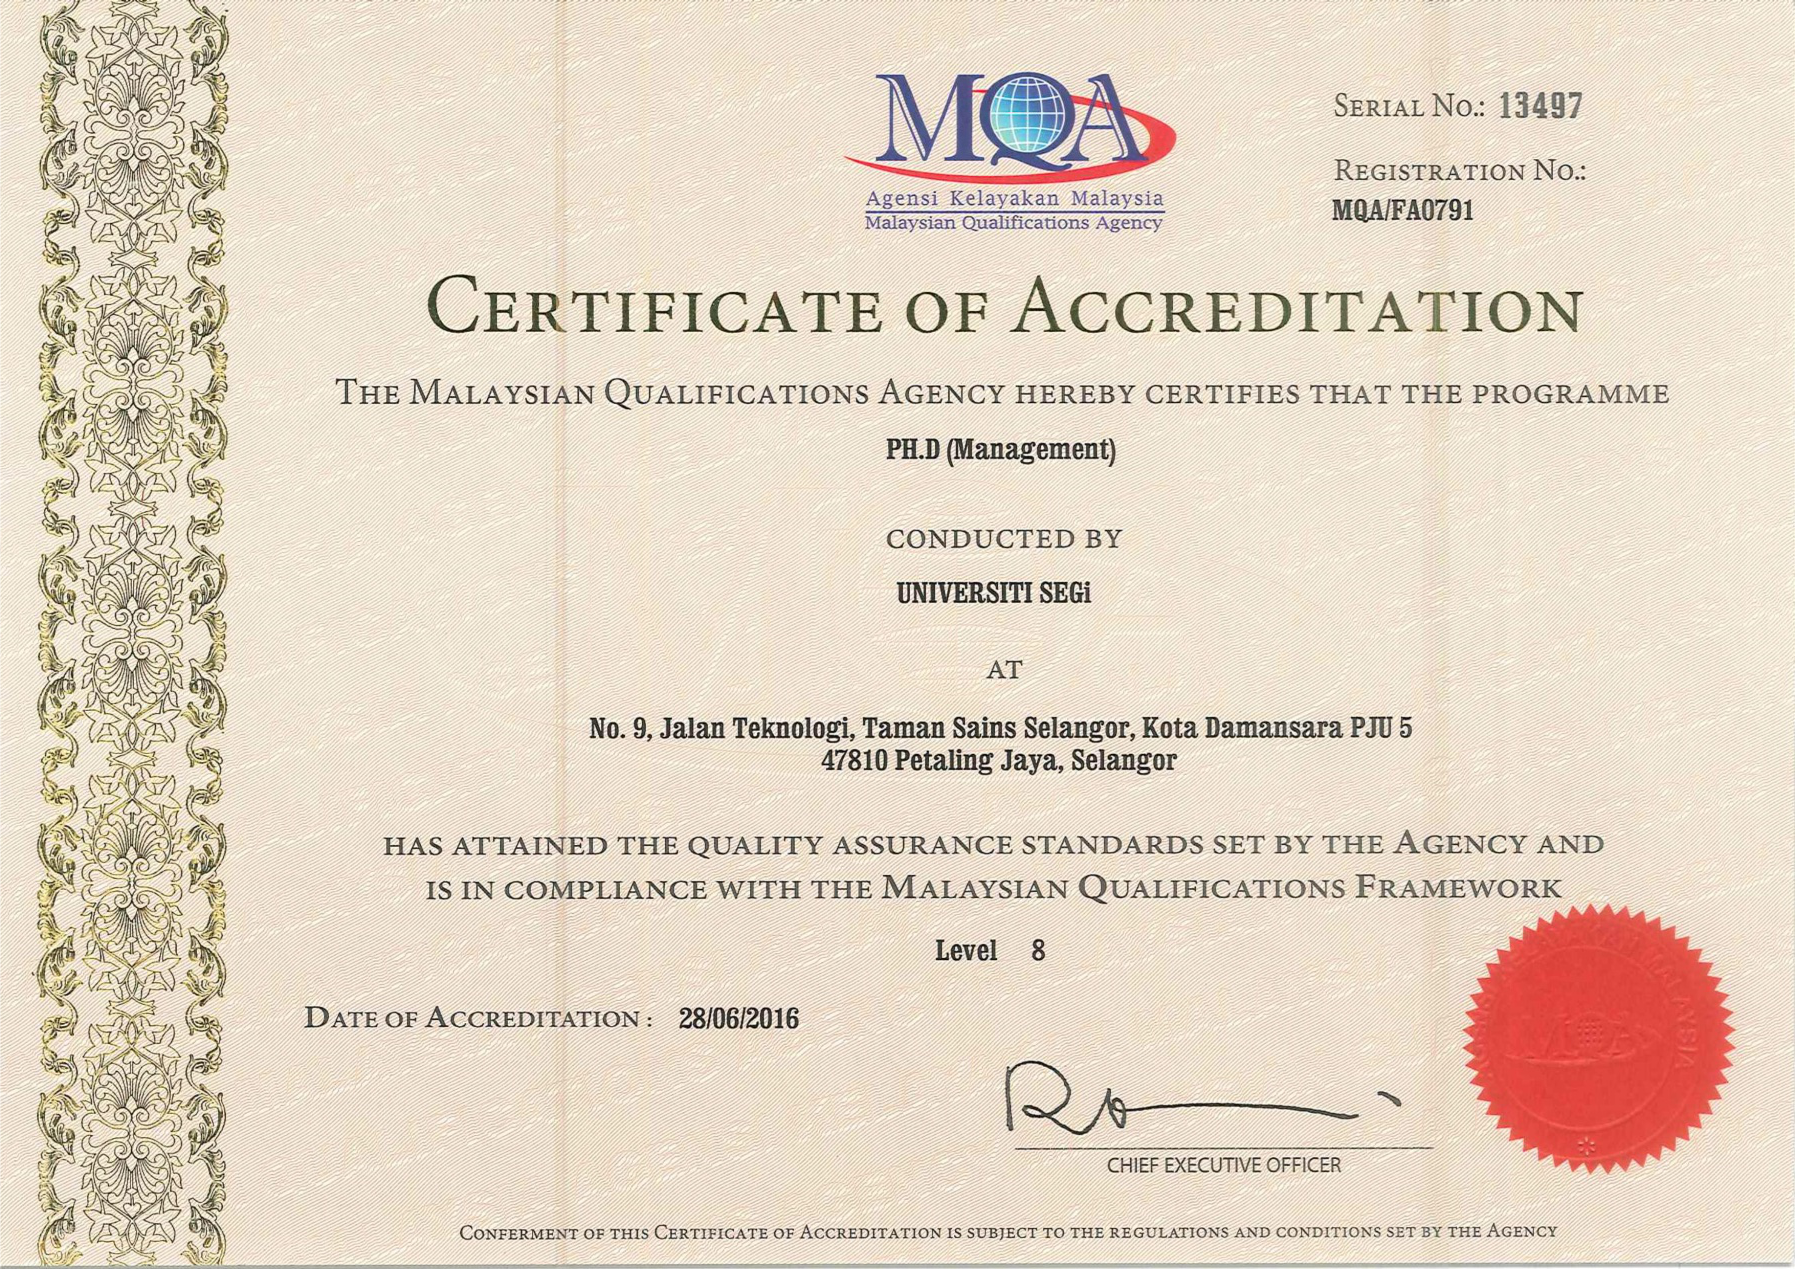 MQA
Agensi Kelayakan Malaysia
Malaysian Qualifications Agency
SERIAL NO.: 13497
REGISTRATION NO.:
MQA/FA0791
CERTIFICATE OF ACCREDITATION
THE MALAYSIAN QUALIFICATIONS AGENCY HEREBY CERTIFIES THAT THE PROGRAMME
PH.D (Management)
CONDUCTED BY
UNIVERSITI SEGi
AT
No. 9, Jalan Teknologi, Taman Sains Selangor, Kota Damansara PJU 5
47810 Petaling Jaya, Selangor
HAS ATTAINED THE QUALITY ASSURANCE STANDARDS SET BY THE AGENCY AND
IS IN COMPLIANCE WITH THE MALAYSIAN QUALIFICATIONS FRAMEWORK
Level 8
DATE OF ACCREDITATION : 28/06/2016
CHIEF EXECUTIVE OFFICER
CONFERMENT OF THIS CERTIFICATE OF ACCREDITATION IS SUBJECT TO THE REGULATIONS AND CONDITIONS SET BY THE AGENCY